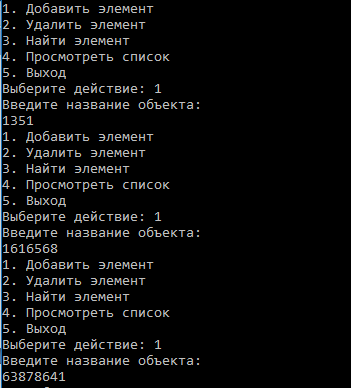 1. Добавить элемент
2. Удалить элемент
3. Найти элемент
4. Просмотреть список
5. Выход
Выберите действие: 1
Введите название объекта:
1351
1. Добавить элемент
2. Удалить элемент
3. Найти элемент
4. Просмотреть список
5. Выход
Выберите действие: 1
Введите название объекта:
1616568
1. Добавить элемент
2. Удалить элемент
3. Найти элемент
4. Просмотреть список
5. Выход
Выберите действие: 1
Введите название объекта:
63878641